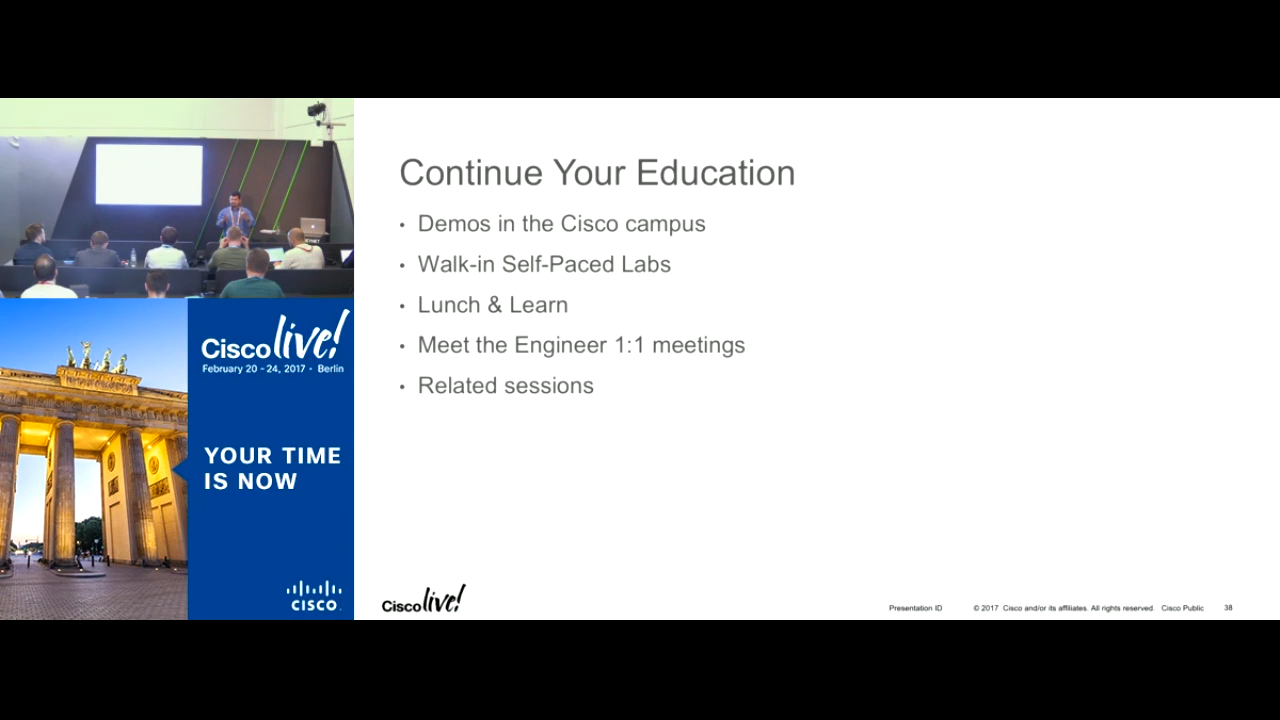 Continue Your Education
• Demos in the Cisco campus
• Walk-in Self-Paced Labs
• Lunch & Learn
• Meet the Engineer 1:1 meetings
• Related sessions
Cisco live!
February 20 - 24, 2017 • Berlin
YOUR TIME
IS NOW
CISCO
Cisco live!
Presentation ID
© 2017 Cisco and/or its affiliates. All rights reserved. Cisco Public
38